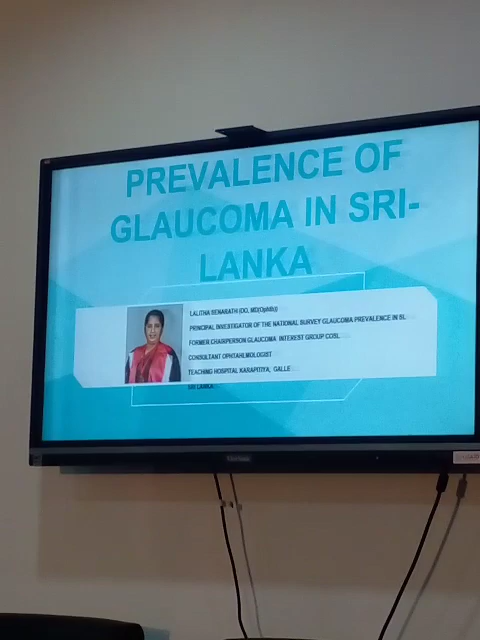 PREVALENCE OF
GLAUCOMA IN SRI-
LANKA
LALITHA SENARATH (DO, MD(Ophth))
PRINCIPAL INVESTIGATOR OF THE NATIONAL SURVEY GLAUCOMA PREVALENCE IN SL
FORMER CHAIRPERSON GLAUCOMA INTEREST GROUP COSL
CONSULTANT OPHTAHLMOLOGIST
TEACHING HOSPITAL KARAPITIYA, GALLE
SRI LANKA